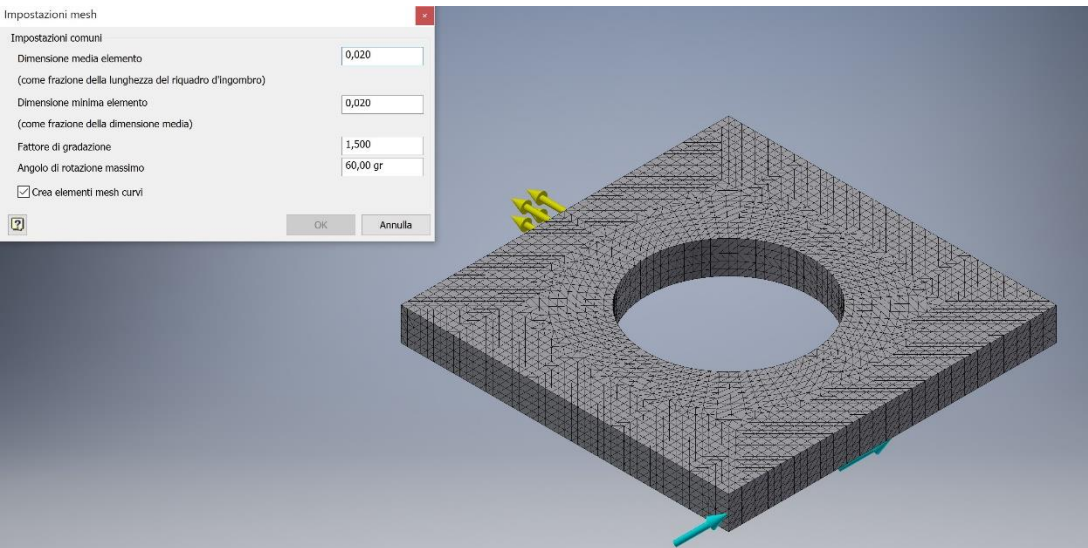 Impostazioni mesh
×
Impostazioni comuni
Dimensione media elemento 0,020
(come frazione della lunghezza del riquadro d'ingombro)
Dimensione minima elemento 0,020
(come frazione della dimensione media)
Fattore di gradazione 1,500
Angolo di rotazione massimo 60,00 gr
Crea elementi mesh curvi
? OK Annulla